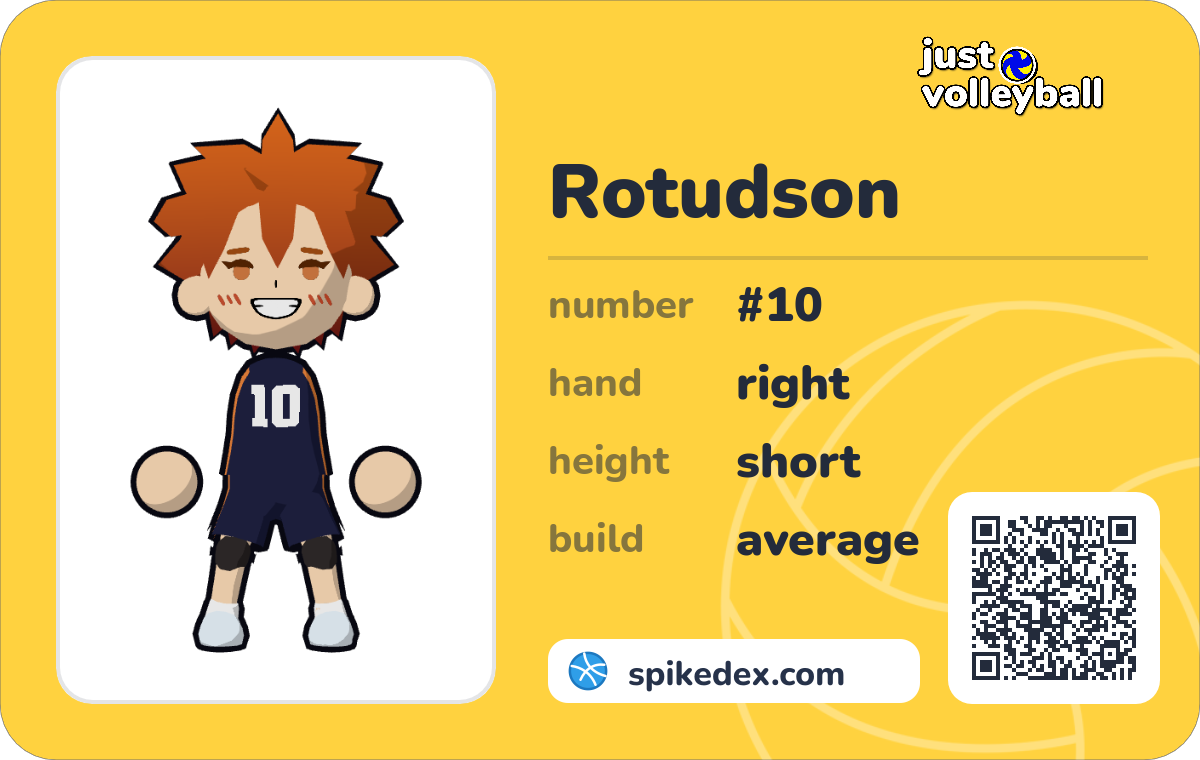 just
volleyball
Rotudson
number #10
hand right
height short
build average
10
spikedex.com